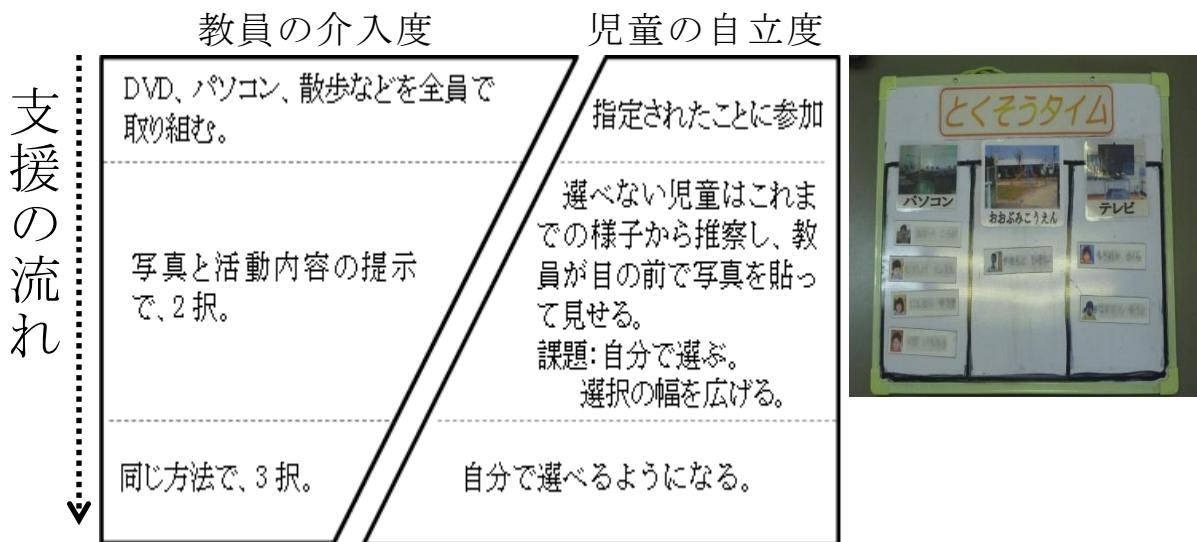 教員の介入度
児童の自立度
支援の流れ
DVD、パソコン、散歩などを全員で
取り組む。
指定されたことに参加
写真と活動内容の提示
で、2択。
選べない児童はこれま
での様子から推察し、教
員が目の前で写真を貼っ
て見せる。
課題:自分で選ぶ。
選択の幅を広げる。
同じ方法で、3択。
自分で選べるようになる。
とくそうタイム
パソコン
おおぶみこうえん
テレビ